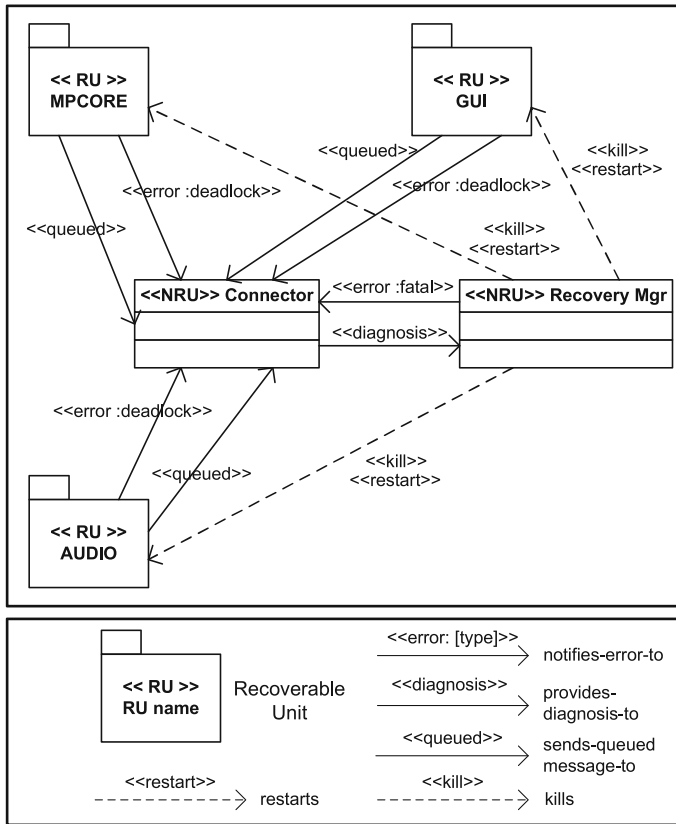 << RU >>
MPCORE
<< RU >>
GUI
<<queued>>
<<kill>>
<<restart>>
<<error :deadlock>>
<<error :deadlock>>
<<queued>>
<<kill>>
<<restart>>
<<NRU>> Connector
<<error :fatal>>
<<NRU>> Recovery Mgr
<<diagnosis>>
<<error :deadlock>>
<<queued>>
<<kill>>
<<restart>>
<< RU >>
AUDIO
<<error: [type]>>
notifies-error-to
<< RU >>
RU name
Recoverable
Unit
<<diagnosis>>
provides-
diagnosis-to
<<queued>>
sends-queued
message-to
<<restart>>
restarts
<<kill>>
kills